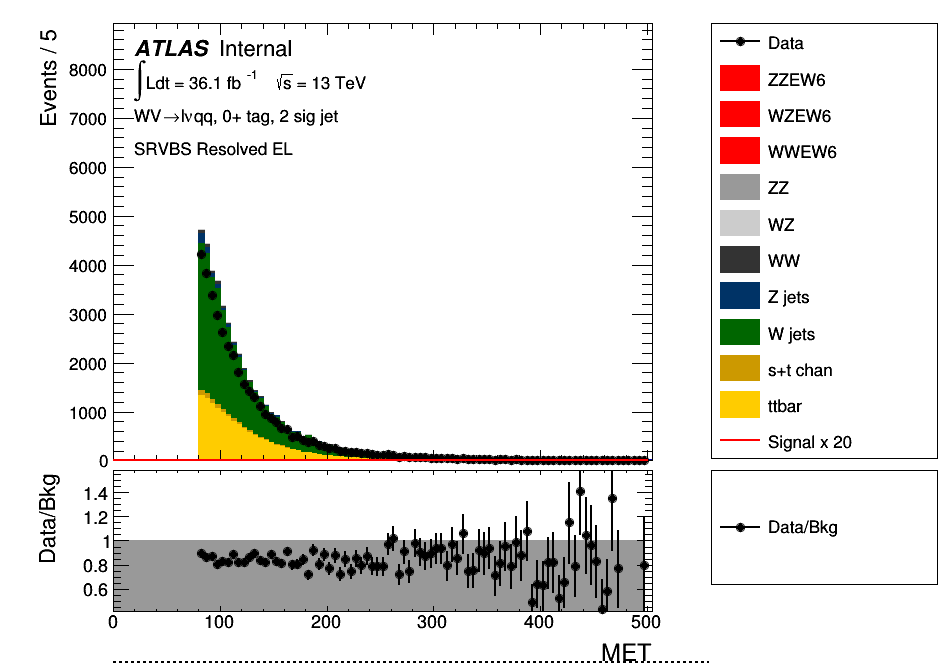 ATLAS Internal
∫Ldt = 36.1 fb⁻¹ √s = 13 TeV
WV→lνqq, 0+ tag, 2 sig jet
SRVBS Resolved EL
Events / 5
8000
7000
6000
5000
4000
3000
2000
1000
0
Data
ZZEW6
WZEW6
WWEW6
ZZ
WZ
WW
Z jets
W jets
s+t chan
ttbar
Signal x 20
Data/Bkg
1.4
1.2
1
0.8
0.6
0 100 200 300 400 500
MET
Data/Bkg